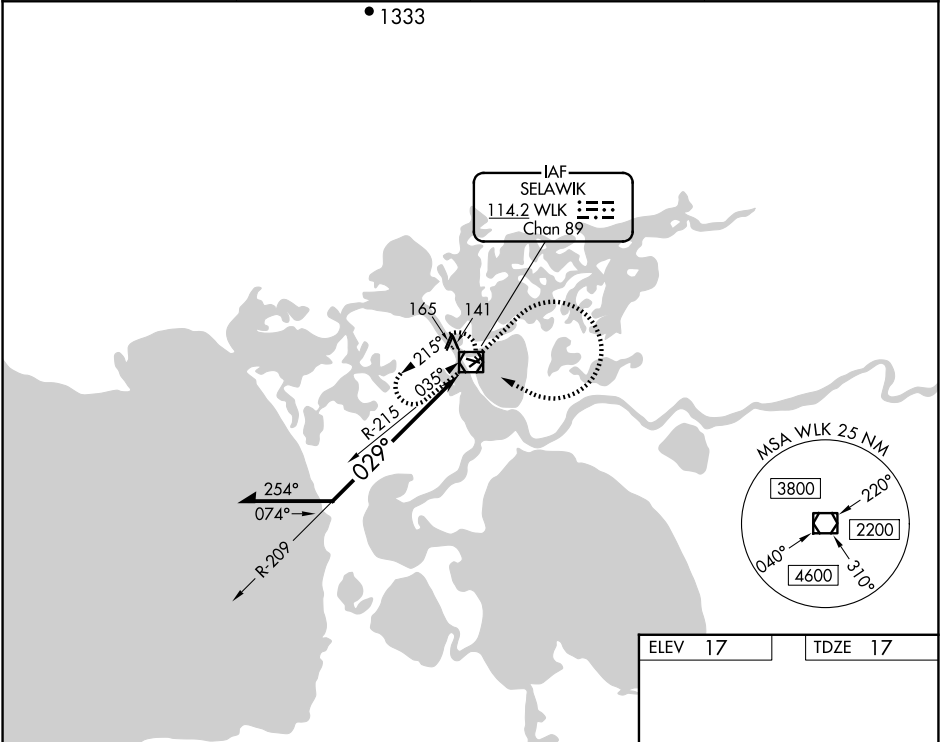 1333
IAF
SELAWIK
114.2 WLK
Chan 89
165
141
215°
035°
R-215
029°
254°
074°
R-209
MSA WLK 25 NM
3800
220°
2200
040°
4600
310°
ELEV 17
TDZE 17